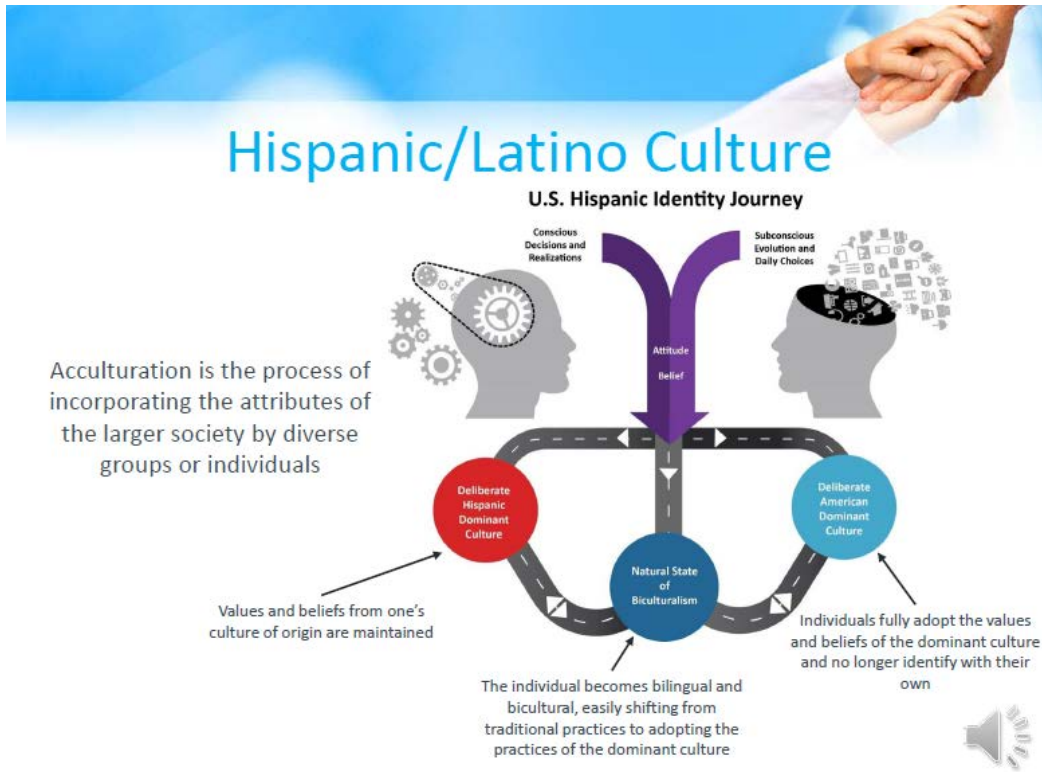 Hispanic/Latino Culture
U.S. Hispanic Identity Journey
Conscious
Decisions and
Realizations
Subconscious
Evolution and
Daily Choices
Attitude
Belief
Acculturation is the process of
incorporating the attributes of
the larger society by diverse
groups or individuals
Deliberate
Hispanic
Dominant
Culture
Deliberate
American
Dominant
Culture
Natural State
of
Biculturalism
Values and beliefs from one's
culture of origin are maintained
Individuals fully adopt the values
and beliefs of the dominant culture
and no longer identify with their
own
The individual becomes bilingual and
bicultural, easily shifting from
traditional practices to adopting the
practices of the dominant culture